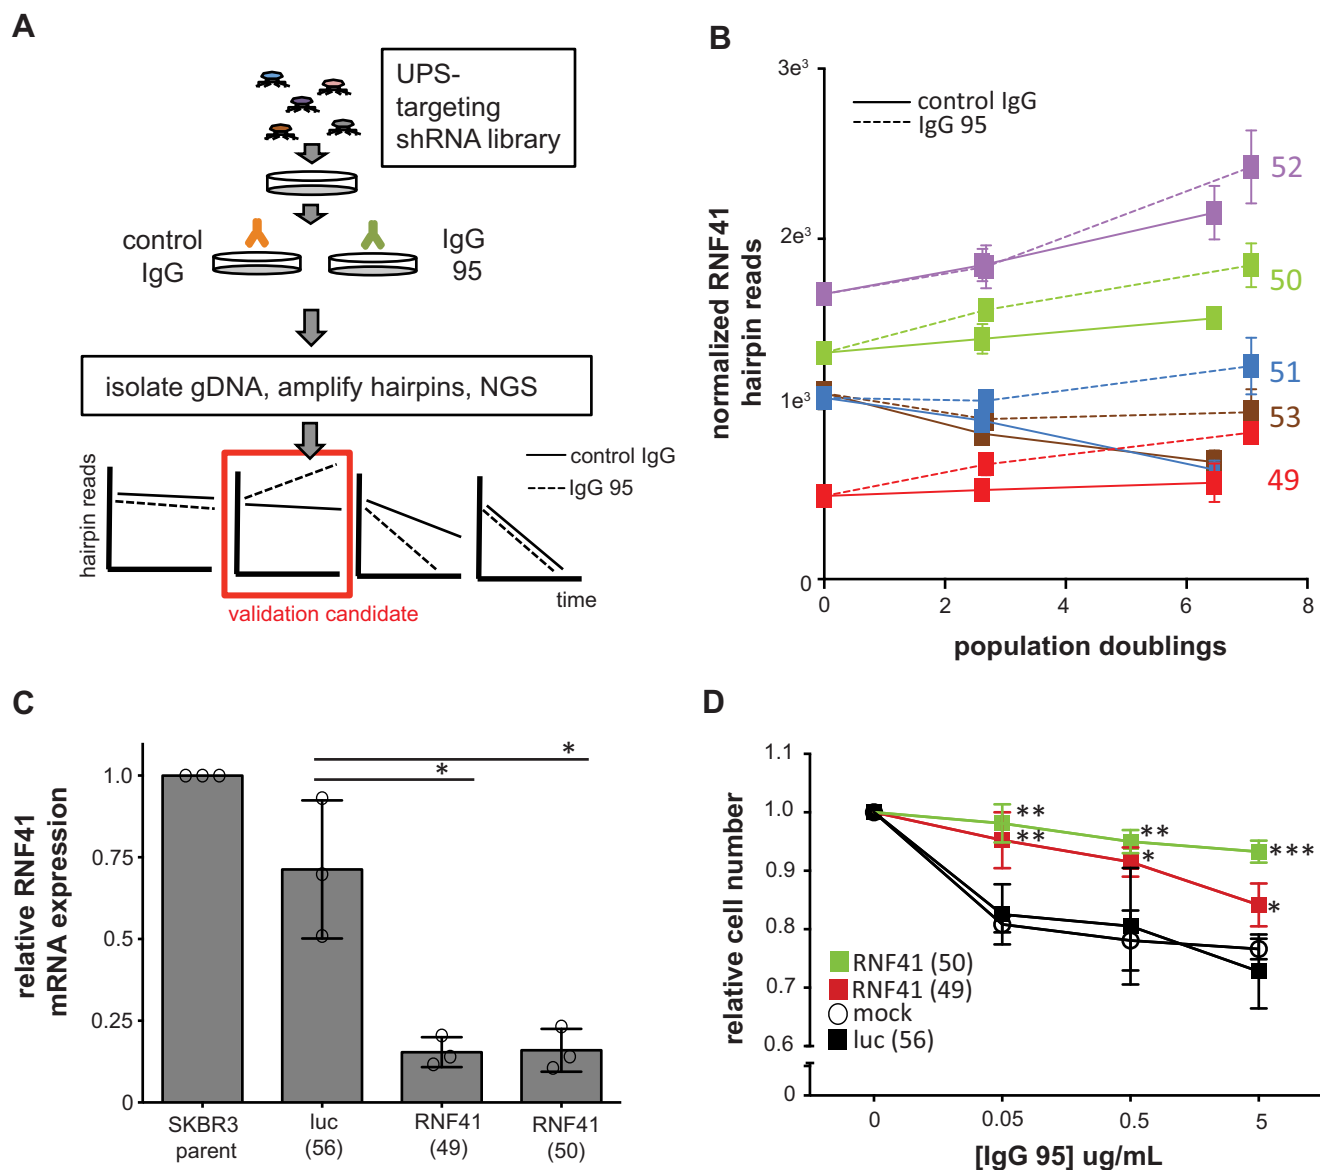 A
UPS-
targeting
shRNA library
control
IgG
IgG
95
isolate gDNA, amplify hairpins, NGS
control IgG
IgG 95
hairpin reads
time
validation candidate
B
3e³
2e³
1e³
0
normalized RNF41
hairpin reads
control IgG
IgG 95
52
50
51
53
49
0
2
4
6
8
population doublings
C
relative RNF41
mRNA expression
1.0
0.75
0.5
0.25
0
*
*
SKBR3
parent
luc
(56)
RNF41
(49)
RNF41
(50)
D
relative cell number
1.1
1.0
0.9
0.8
0.7
0.6
0
**
**
**
*
***
*
RNF41 (50)
RNF41 (49)
mock
luc (56)
0
0.05
0.5
5
[IgG 95] ug/mL